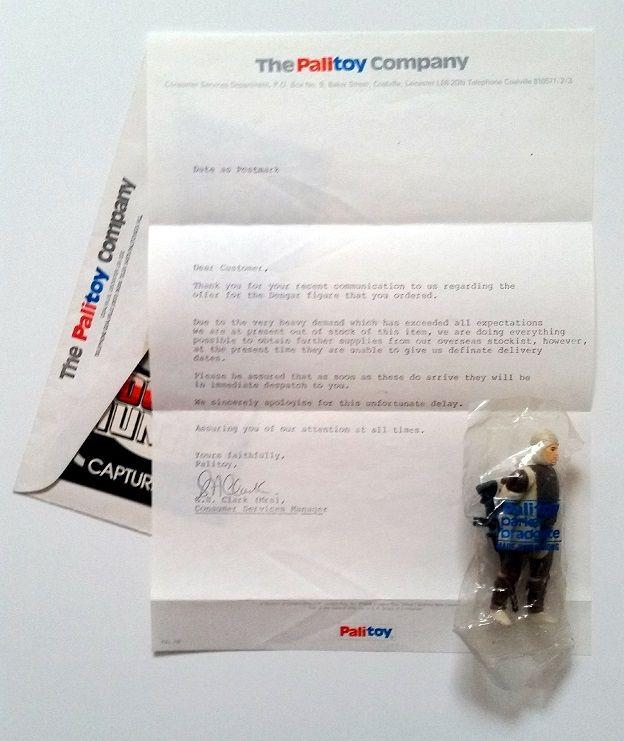 The Palitoy Company
Consumer Services Department, P.O. Box No. 9, Baker Street, Coalville, Leicester LE6 2DN Telephone Coalville 810571/2/3
Date as Postmark
Dear Customer,
Thank you for your recent communication to us regarding the
offer for the Dengar figure that you ordered.
Due to the very heavy demand which has exceeded all expectations
we are at present out of stock of this item, we are doing everything
possible to obtain further supplies from our overseas stockist, however,
at the present time they are unable to give us definate delivery
dates.
Please be assured that as soon as these do arrive they will be
in immediate despatch to you.
We sincerely apologise for this unfortunate delay.
Assuring you of our attention at all times.
Yours faithfully,
Palitoy,
Clark (Mrs),
Consumer Services Manager
Palitoy
The Palitoy Company
CAPTUR
Palitoy